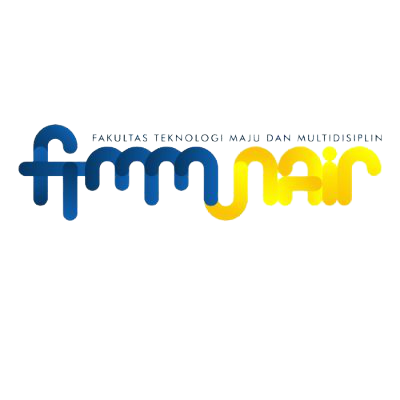 FAKULTAS TEKNOLOGI MAJU DAN MULTIDISIPLIN
ftmmunair